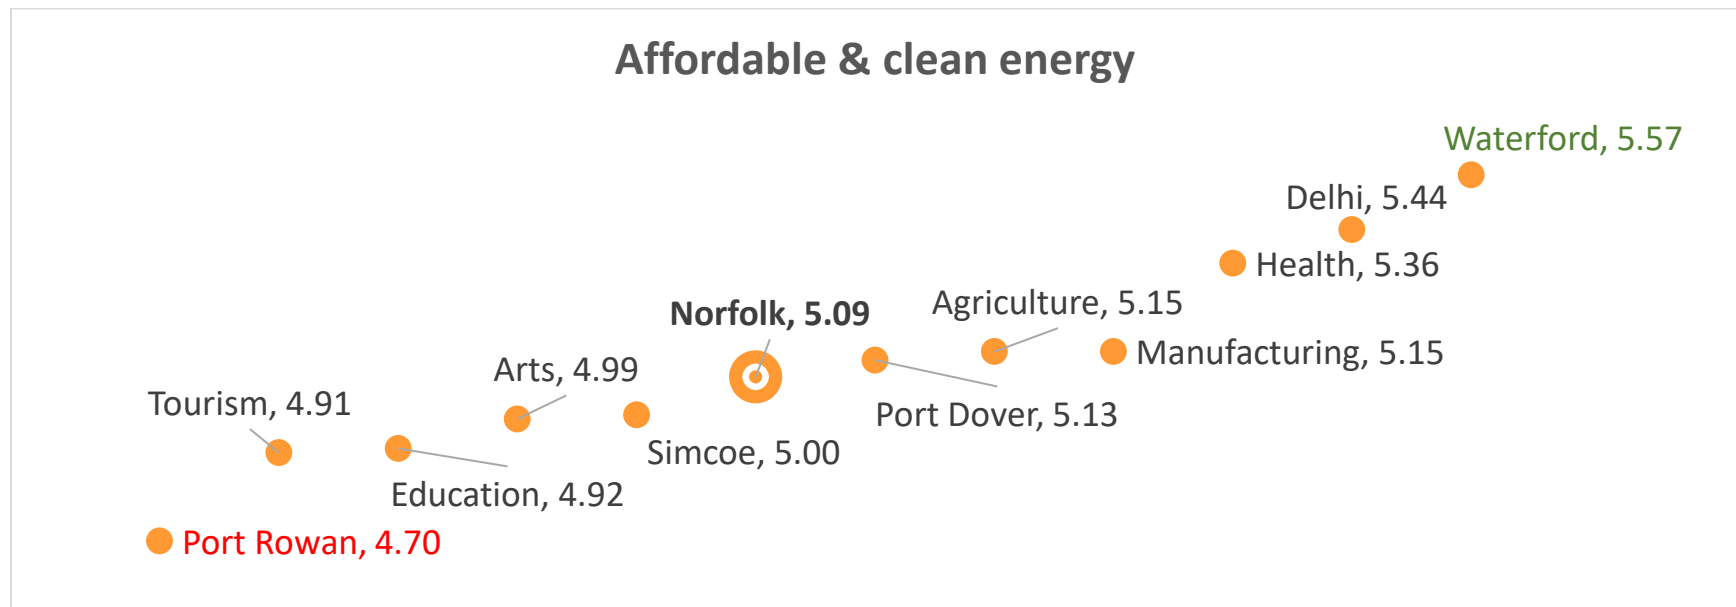 Affordable & clean energy
Waterford, 5.57
Delhi, 5.44
Health, 5.36
Agriculture, 5.15
Norfolk, 5.09
Manufacturing, 5.15
Arts, 4.99
Tourism, 4.91
Port Dover, 5.13
Simcoe, 5.00
Education, 4.92
Port Rowan, 4.70